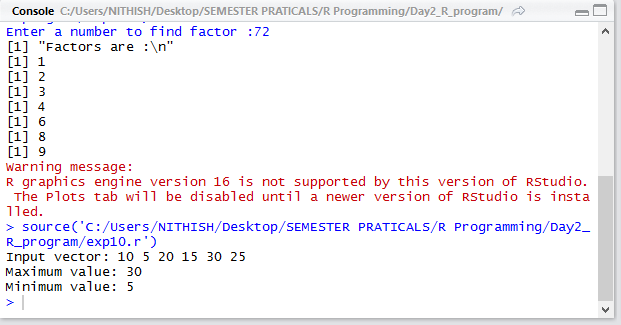 Console C:/Users/NITHISH/Desktop/SEMESTER PRATICALS/R Programming/Day2_R_program/
Enter a number to find factor :72
[1] "Factors are :\n"
[1] 1
[1] 2
[1] 3
[1] 4
[1] 6
[1] 8
[1] 9
Warning message:
R graphics engine version 16 is not supported by this version of RStudio.
 The Plots tab will be disabled until a newer version of RStudio is insta
lled.
> source('C:/Users/NITHISH/Desktop/SEMESTER PRATICALS/R Programming/Day2_
R_program/exp10.r')
Input vector: 10 5 20 15 30 25
Maximum value: 30
Minimum value: 5
>